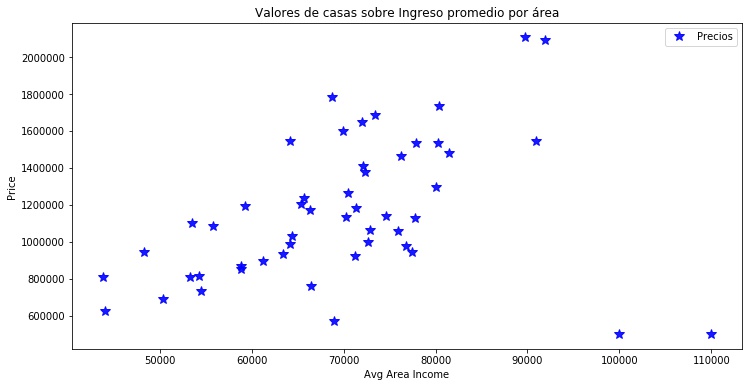 Valores de casas sobre Ingreso promedio por área
Precios
2000000
1800000
1600000
1400000
1200000
1000000
800000
600000
Price
50000 60000 70000 80000 90000 100000 110000
Avg Area Income